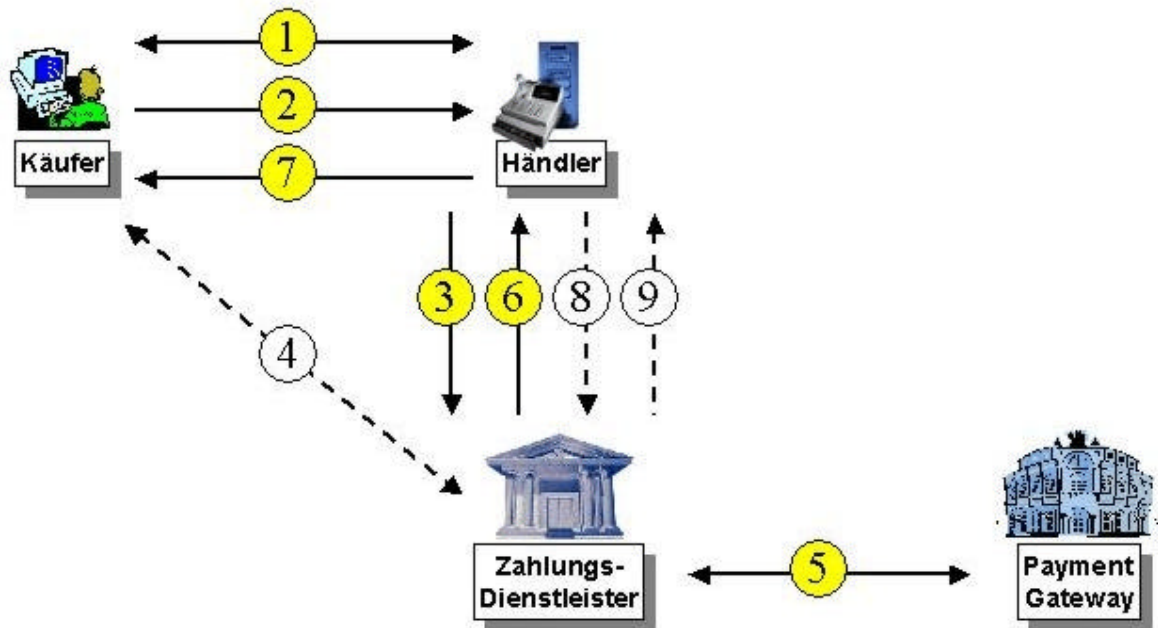 1
2
Käufer
7
Händler
3
6
8
9
4
Zahlungs-
Dienstleister
5
Payment
Gateway